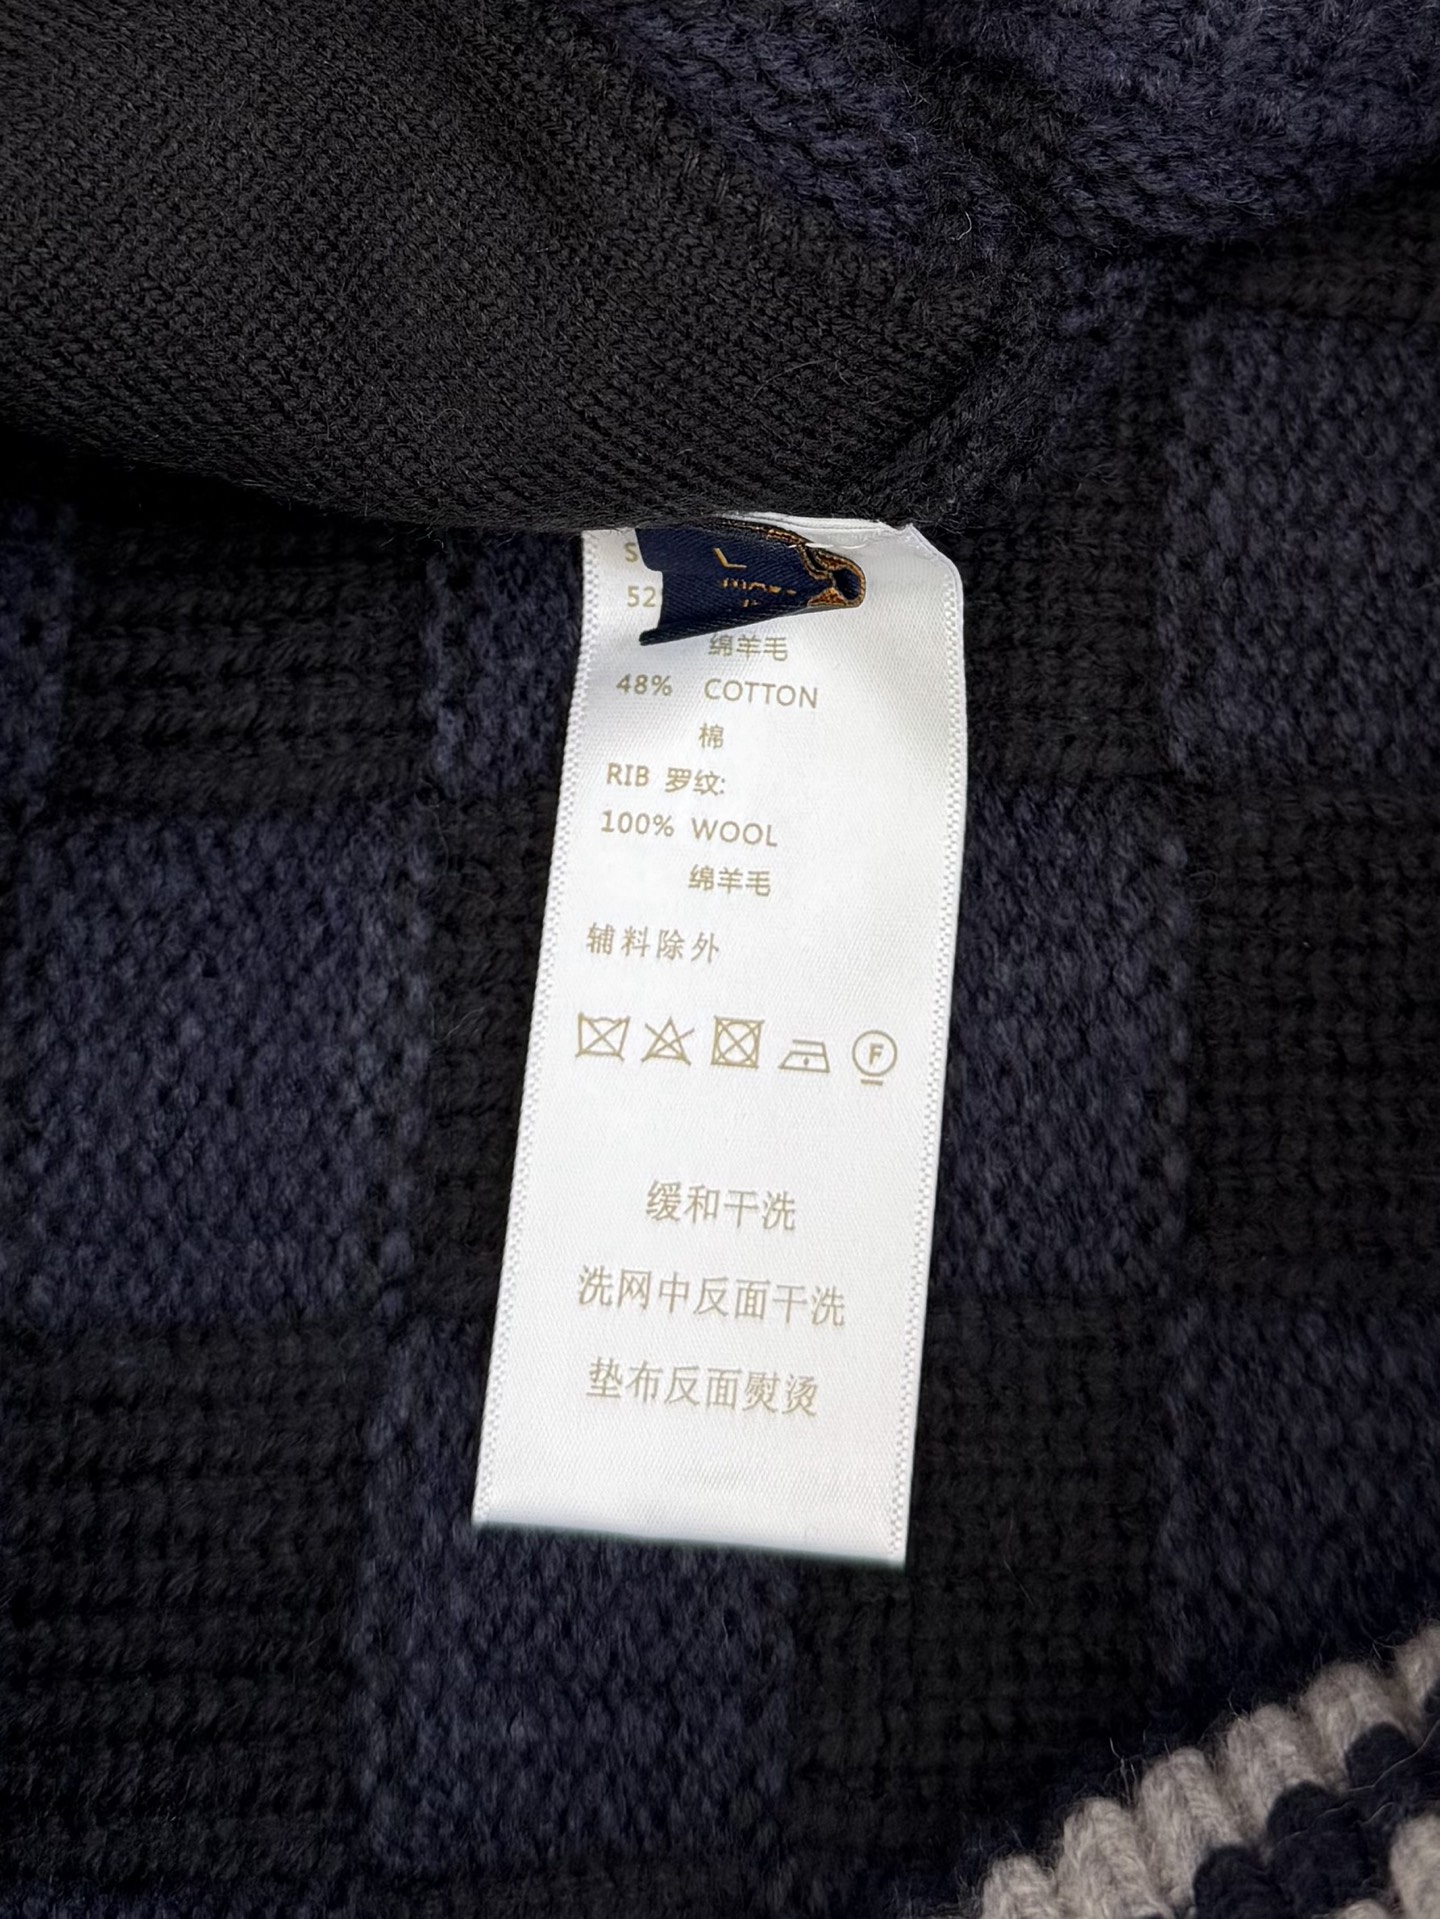 S
52
绵羊毛
48% COTTON
棉
RIB 罗纹:
100% WOOL
绵羊毛
辅料除外
F
缓和干洗
洗网中反面干洗
垫布反面熨烫